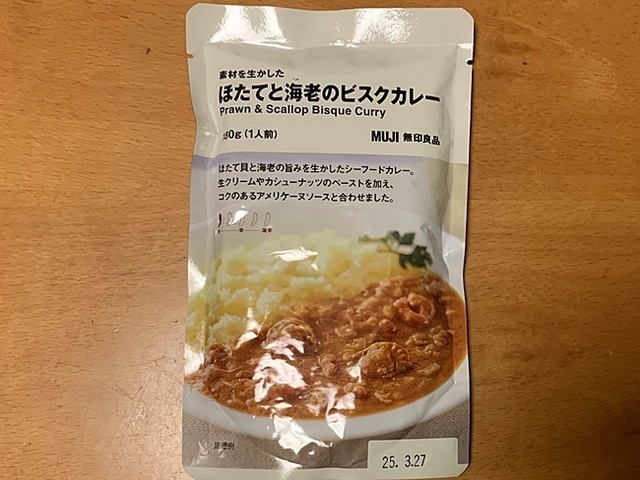 素材を生かした
ほたてと海老のビスクカレー
Prawn & Scallop Bisque Curry
(1人前)
MUJI 無印良品
ほたて貝と海老の旨みを生かしたシーフードカレー。
生クリームやカシューナッツのペーストを加え、
コクのあるアメリケーヌソースと合わせました。
辛 激辛
25. 3.27